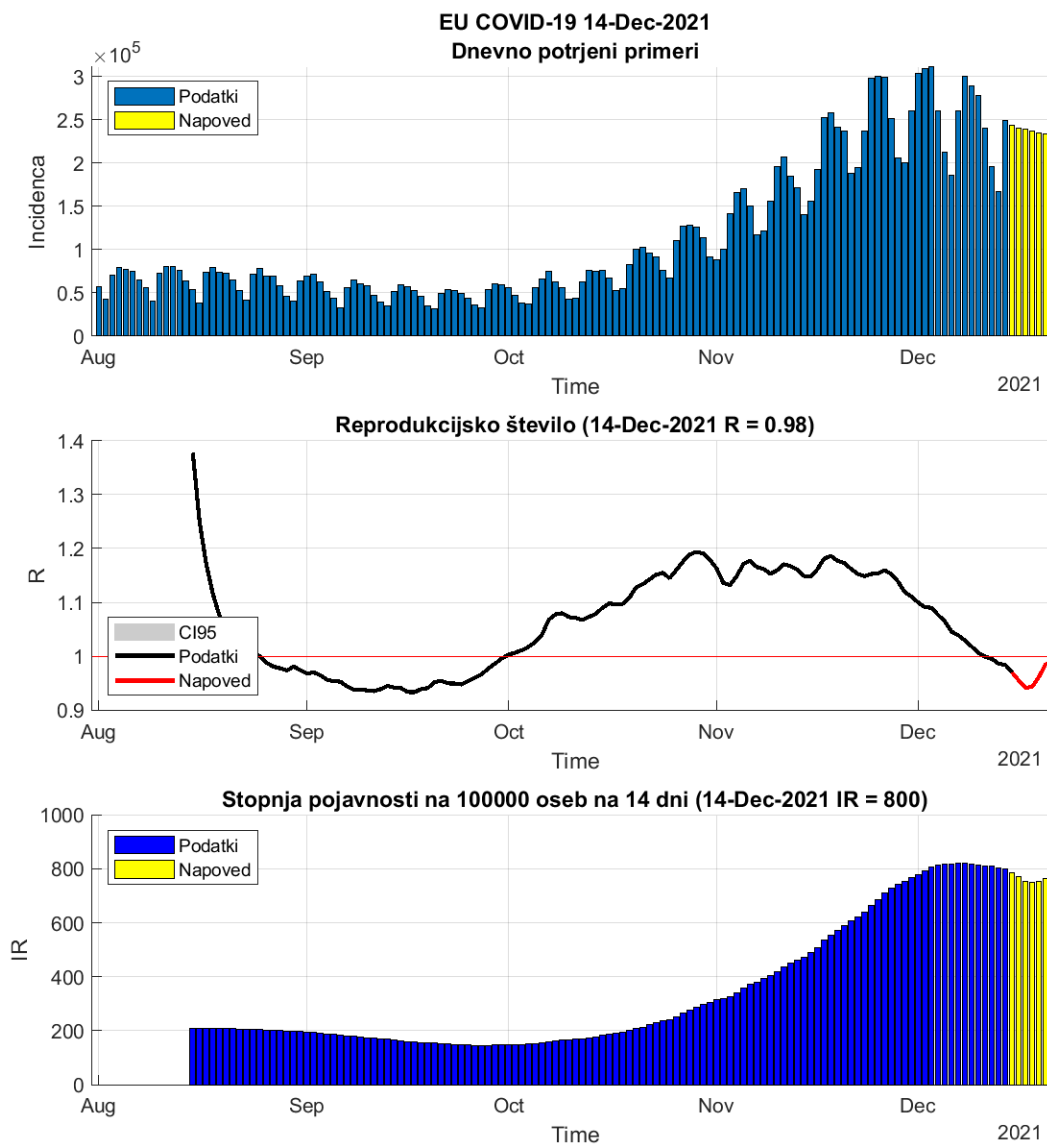 EU COVID-19 14-Dec-2021
Dnevno potrjeni primeri
×10^5
3
2.5
2
1.5
1
0.5
0
Incidenca
Podatki
Napoved
Aug Sep Oct Nov Dec
Time
2021
Reprodukcijsko število (14-Dec-2021 R = 0.98)
1.4
1.3
1.2
1.1
1
0.9
R
CI95
Podatki
Napoved
Aug Sep Oct Nov Dec
Time
2021
Stopnja pojavnosti na 100000 oseb na 14 dni (14-Dec-2021 IR = 800)
1000
800
600
400
200
0
IR
Podatki
Napoved
Aug Sep Oct Nov Dec
Time
2021